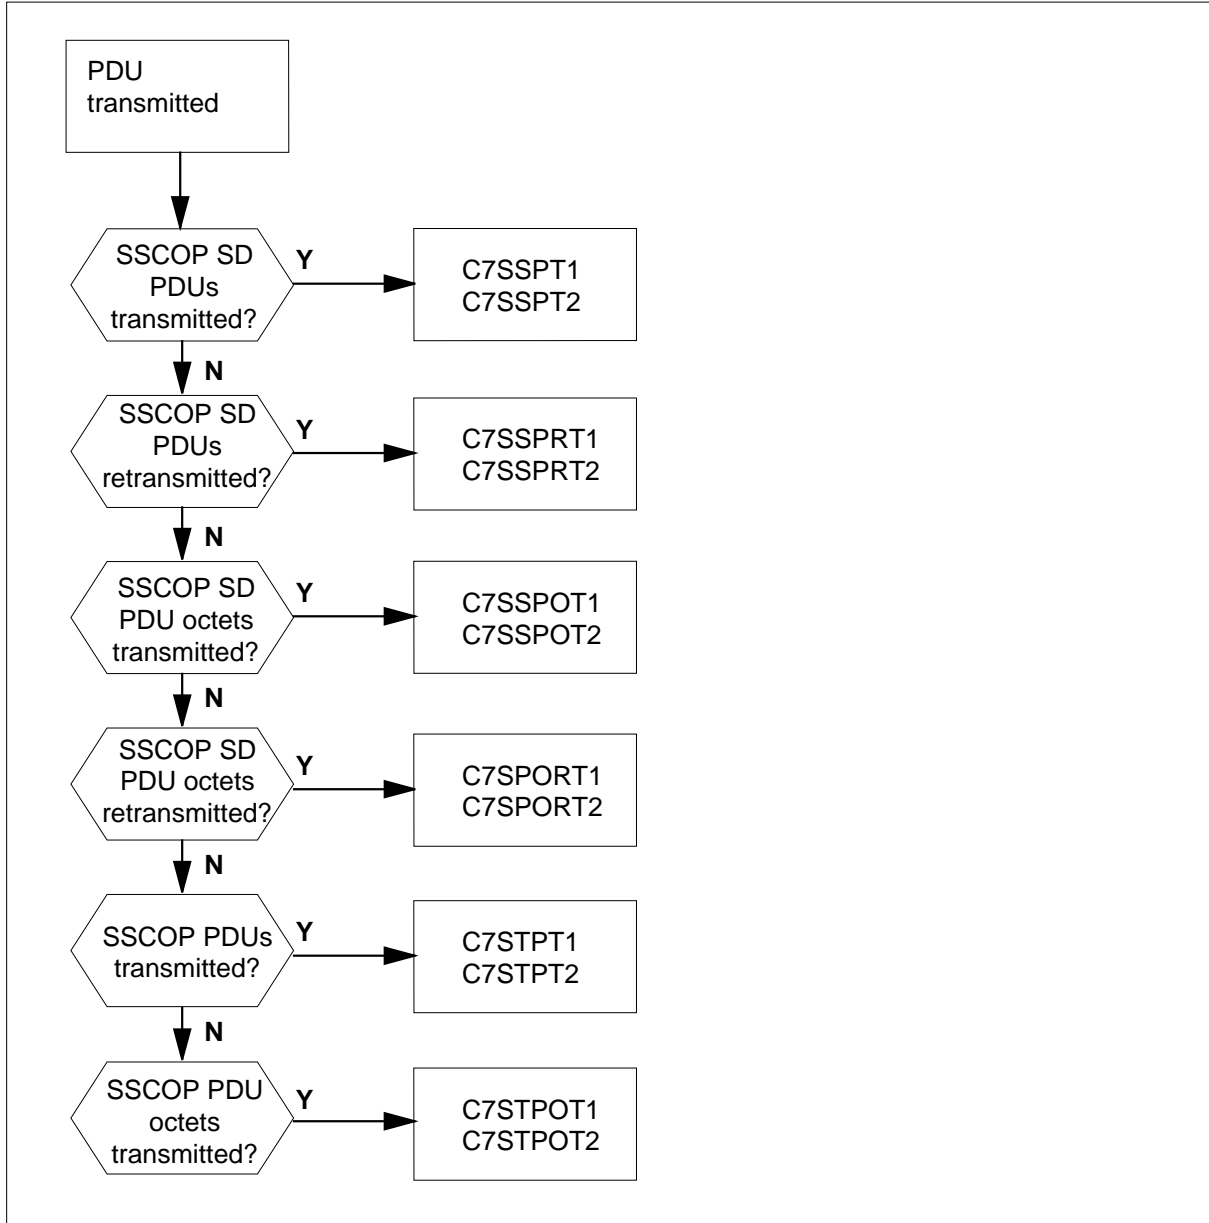 PDU
transmitted
SSCOP SD
PDUs
transmitted?
Y
C7SSPT1
C7SSPT2
N
SSCOP SD
PDUs
retransmitted?
Y
C7SSPRT1
C7SSPRT2
N
SSCOP SD
PDU octets
transmitted?
Y
C7SSPOT1
C7SSPOT2
N
SSCOP SD
PDU octets
retransmitted?
Y
C7SPORT1
C7SPORT2
N
SSCOP PDUs
transmitted?
Y
C7STPT1
C7STPT2
N
SSCOP PDU
octets
transmitted?
Y
C7STPOT1
C7STPOT2